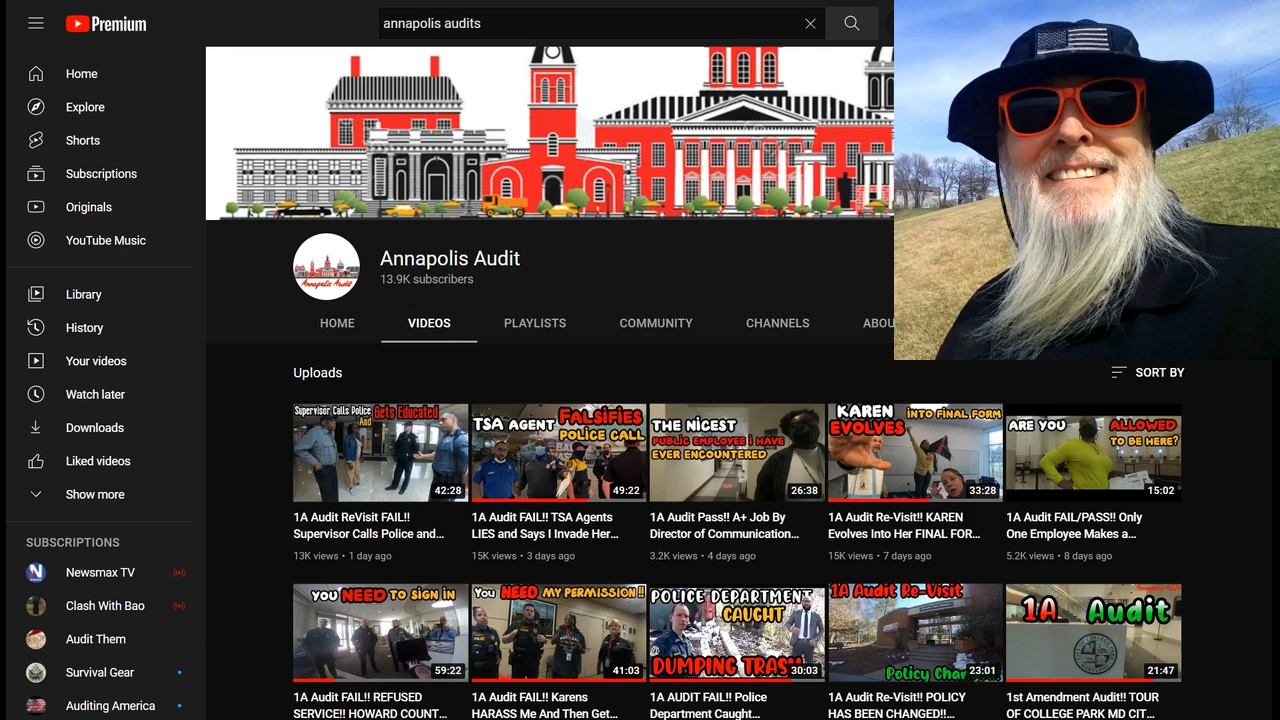 Premium
annapolis audits
Home
Explore
Shorts
Subscriptions
Originals
YouTube Music
Library
History
Your videos
Watch later
Downloads
Liked videos
Show more
SUBSCRIPTIONS
Newsmax TV
Clash With Bao
Audit Them
Survival Gear
Auditing America
Annapolis Audit
Annapolis Audit
13.9K subscribers
HOME
VIDEOS
PLAYLISTS
COMMUNITY
CHANNELS
ABOU
Uploads
SORT BY
Supervisor Calls Police And Gets Educated
42:28
1A Audit ReVisit FAIL!!
Supervisor Calls Police and...
13K views • 1 day ago
TSA AGENT FALSIFIES
POLICE CALL
49:22
1A Audit FAIL!! TSA Agents
LIES and Says I Invade Her...
15K views • 3 days ago
THE NICEST
PUBLIC EMPLOYEE I HAVE
EVER ENCOUNTERED
26:38
1A Audit Pass!! A+ Job By
Director of Communication...
3.2K views • 4 days ago
KAREN EVOLVES INTO FINAL FORM
33:28
1A Audit Re-Visit!! KAREN
Evolves Into Her FINAL FOR...
15K views • 7 days ago
ARE YOU ALLOWED
TO BE HERE?
15:02
1A Audit FAIL/PASS!! Only
One Employee Makes a...
5.2K views • 8 days ago
YOU NEED TO SIGN IN
59:22
1A Audit FAIL!! REFUSED
SERVICE!! HOWARD COUNT...
You NEED MY PERMISSION!!
41:03
1A Audit FAIL!! Karens
HARASS Me And Then Get...
POLICE DEPARTMENT
CAUGHT
DUMPING TRASH
30:03
1A AUDIT FAIL!! Police
Department Caught...
1A Audit Re-Visit
Policy Chang
23:01
1A Audit Re-Visit!! POLICY
HAS BEEN CHANGED!!...
1A Audit
21:47
1st Amendment Audit!! TOUR
OF COLLEGE PARK MD CIT...